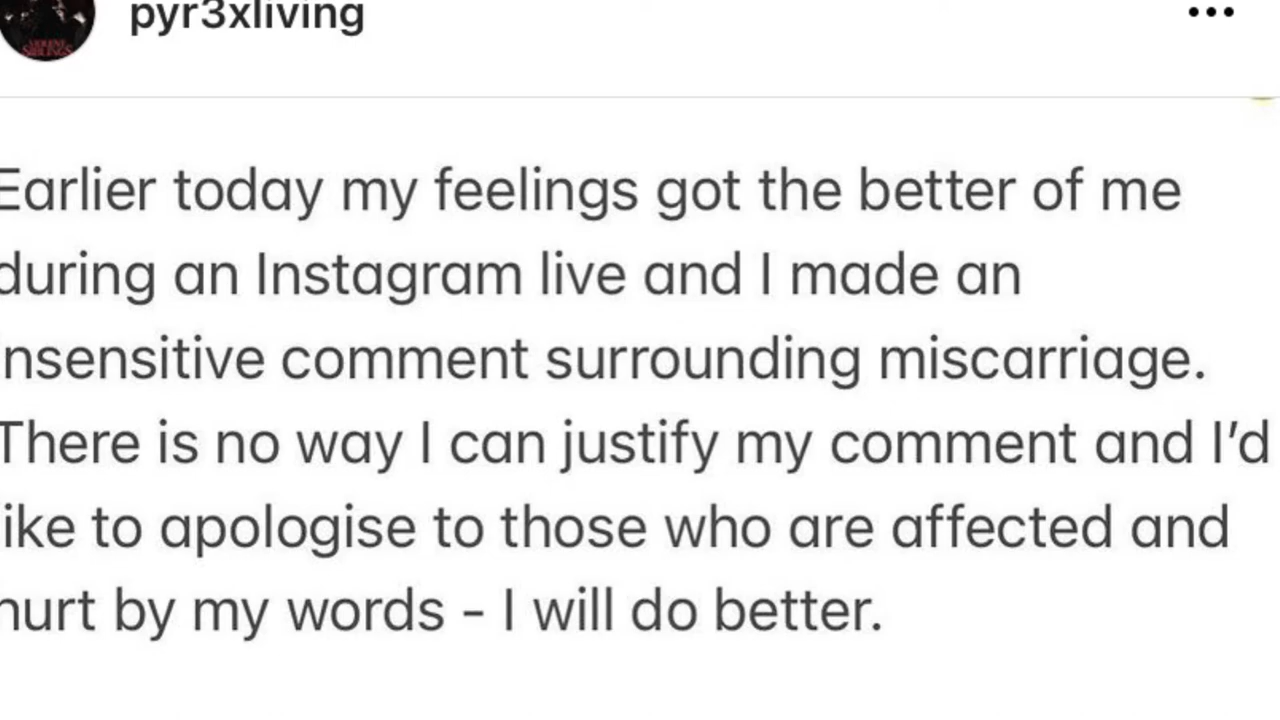 pyr3xliving
Earlier today my feelings got the better of me
during an Instagram live and I made an
insensitive comment surrounding miscarriage.
There is no way I can justify my comment and I’d
like to apologise to those who are affected and
hurt by my words - I will do better.